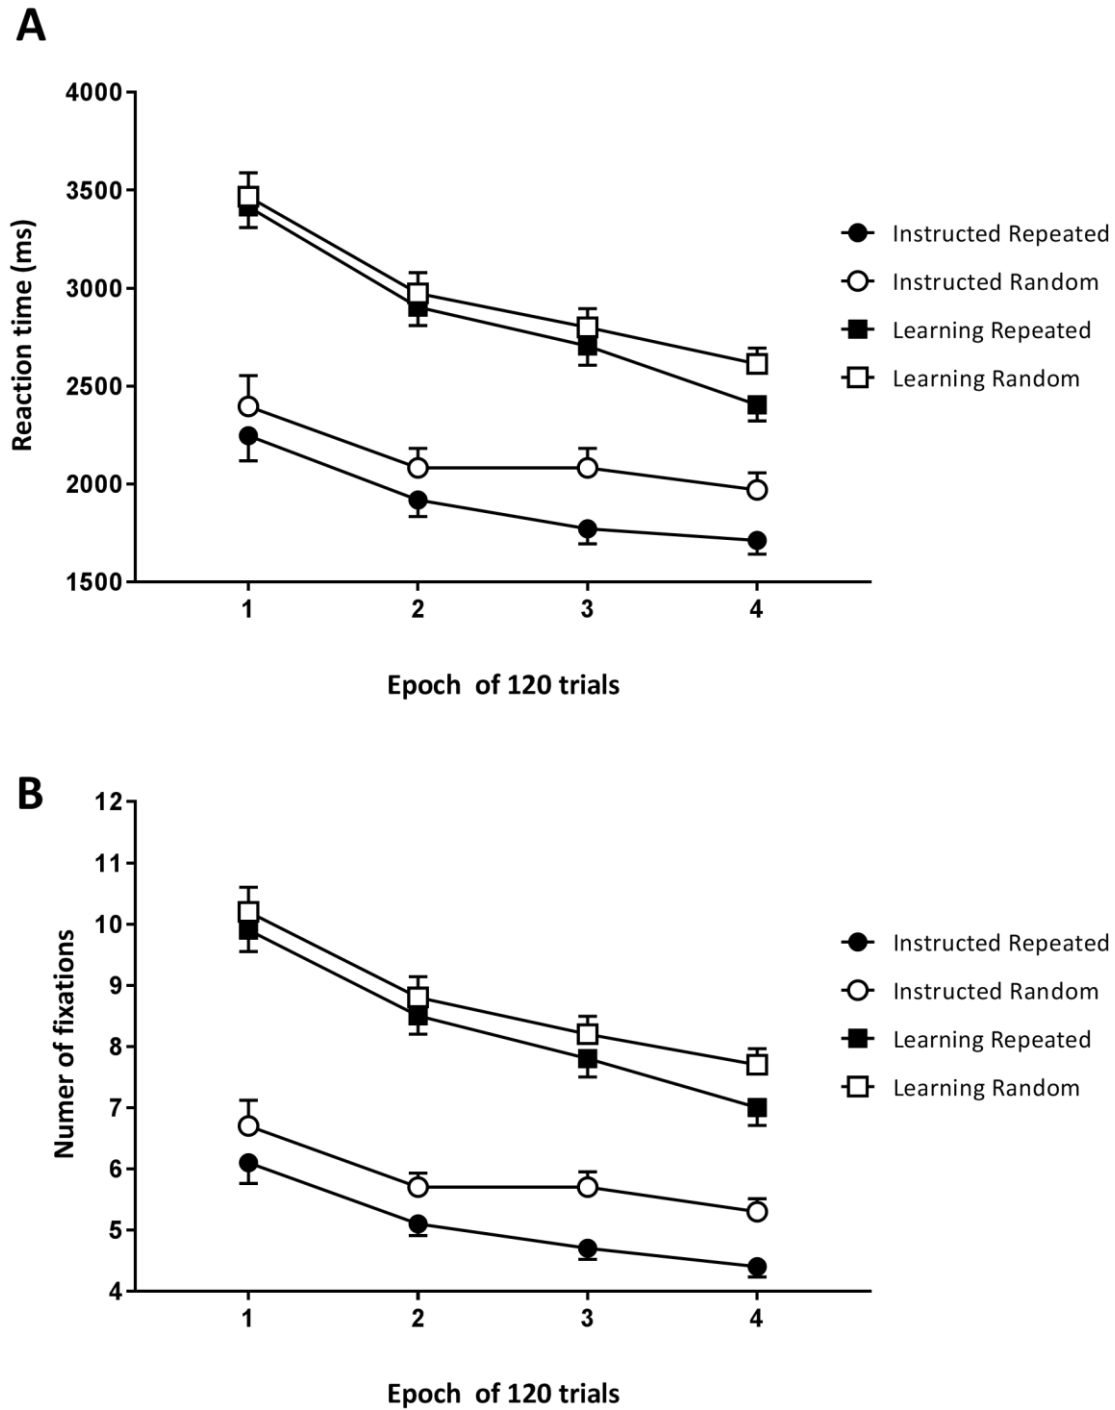 A
4000
3500
3000
2500
2000
1500
Reaction time (ms)
1 2 3 4
Epoch of 120 trials
Instructed Repeated
Instructed Random
Learning Repeated
Learning Random
B
12
11
10
9
8
7
6
5
4
Numer of fixations
1 2 3 4
Epoch of 120 trials
Instructed Repeated
Instructed Random
Learning Repeated
Learning Random